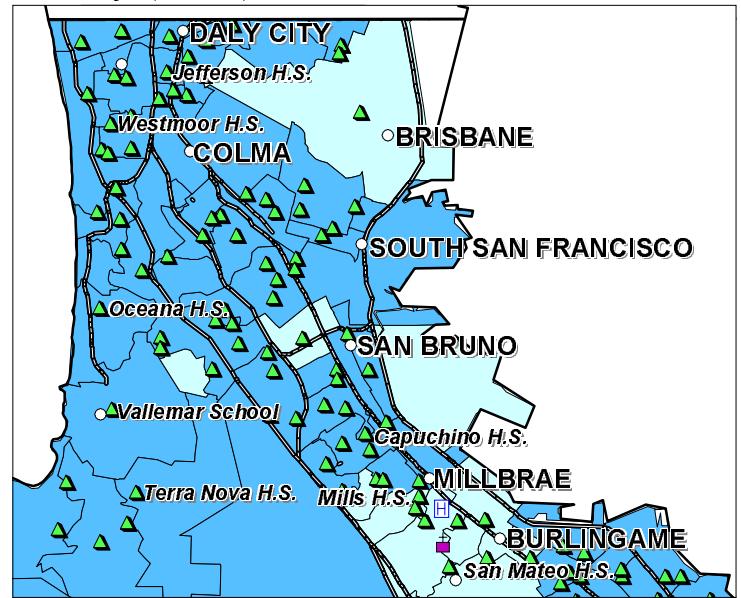 DALY CITY
Jefferson H.S.
Westmoor H.S.
BRISBANE
COLMA
SOUTH SAN FRANCISCO
Oceana H.S.
SAN BRUNO
Vallemar School
Capuchino H.S.
MILLBRAE
Terra Nova H.S.
Mills H.S.
H
BURLINGAME
San Mateo H.S.